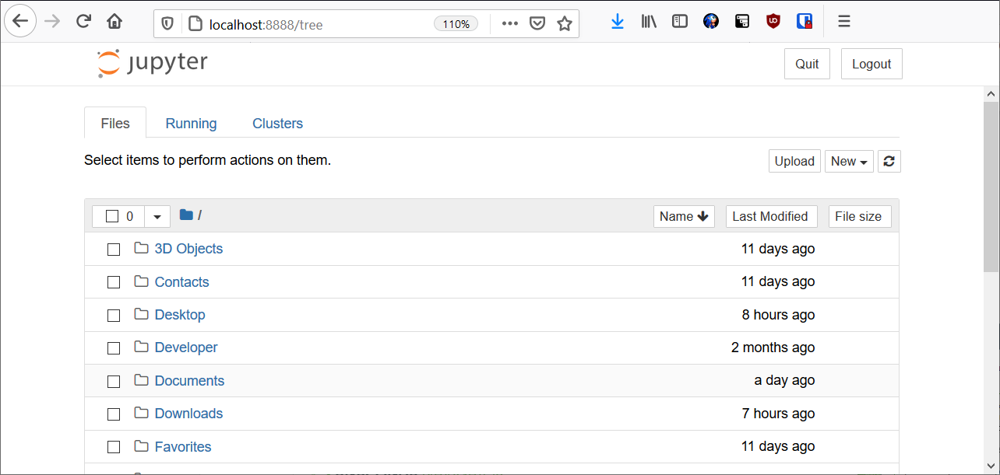 localhost:8888/tree 110%
jupyter Quit Logout
Files Running Clusters
Select items to perform actions on them. Upload New
0 / Name Last Modified File size
3D Objects 11 days ago
Contacts 11 days ago
Desktop 8 hours ago
Developer 2 months ago
Documents a day ago
Downloads 7 hours ago
Favorites 11 days ago